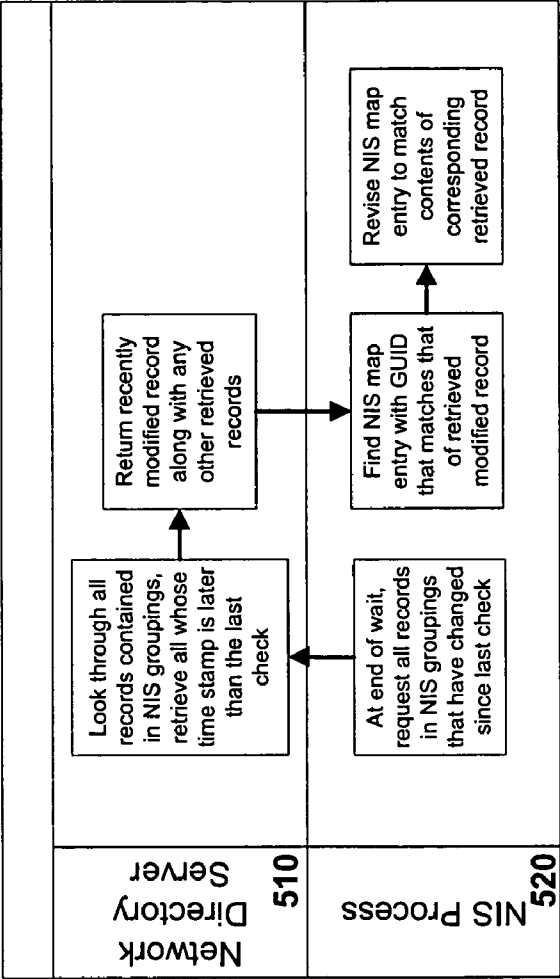 Network
Directory
Server
510
Look through all
records contained
in NIS groupings,
retrieve all whose
time stamp is later
than the last
check
Return recently
modified record
along with any
other retrieved
records
NIS Process
520
At end of wait,
request all records
in NIS groupings
that have changed
since last check
Find NIS map
entry with GUID
that matches that
of retrieved
modified record
Revise NIS map
entry to match
contents of
corresponding
retrieved record